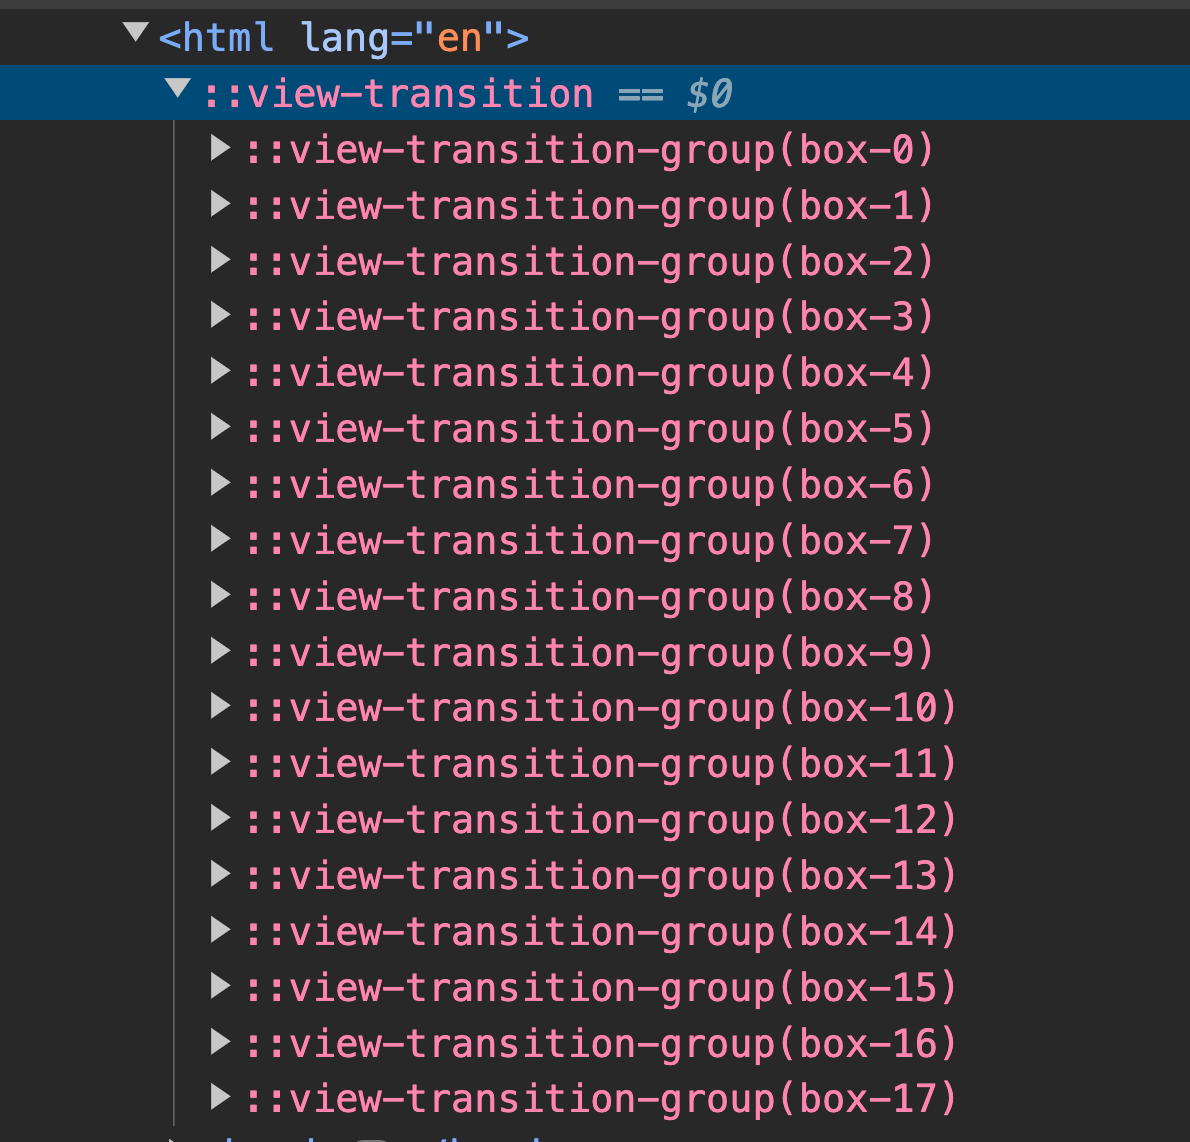 <html lang="en">
::view-transition == $0
::view-transition-group(box-0)
::view-transition-group(box-1)
::view-transition-group(box-2)
::view-transition-group(box-3)
::view-transition-group(box-4)
::view-transition-group(box-5)
::view-transition-group(box-6)
::view-transition-group(box-7)
::view-transition-group(box-8)
::view-transition-group(box-9)
::view-transition-group(box-10)
::view-transition-group(box-11)
::view-transition-group(box-12)
::view-transition-group(box-13)
::view-transition-group(box-14)
::view-transition-group(box-15)
::view-transition-group(box-16)
::view-transition-group(box-17)